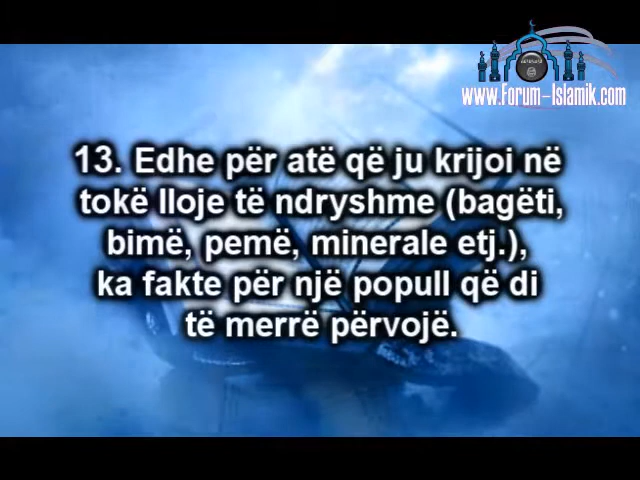 www.Forum-Islamik.com
13. Edhe për atë që ju krijoi në
tokë lloje të ndryshme (bagëti,
bimë, pemë, minerale etj.),
ka fakte për një popull që di
të merrë përvojë.